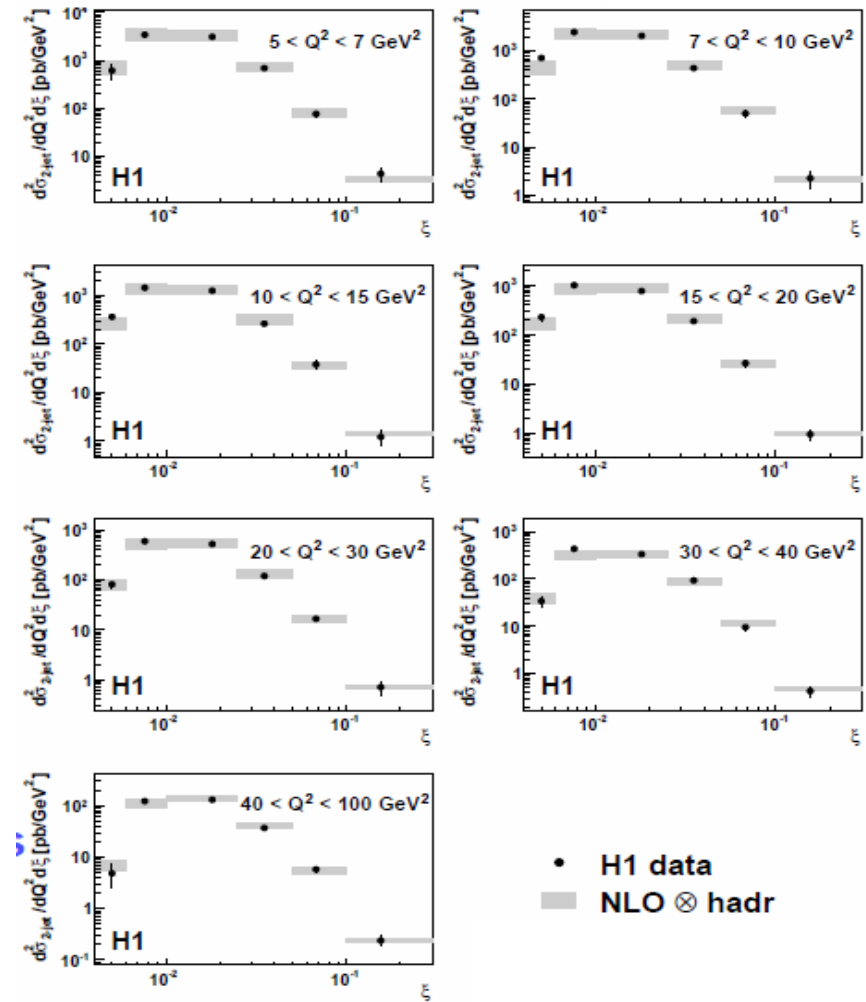 d²σ₂₋jet/dQ²dξ [pb/GeV²]
10⁴
10³
10²
10
5 < Q² < 7 GeV²
H1
10⁻²
10⁻¹
ξ
d²σ₂₋jet/dQ²dξ [pb/GeV²]
10³
10²
10
1
7 < Q² < 10 GeV²
H1
10⁻²
10⁻¹
ξ
d²σ₂₋jet/dQ²dξ [pb/GeV²]
10³
10²
10
1
10 < Q² < 15 GeV²
H1
10⁻²
10⁻¹
ξ
d²σ₂₋jet/dQ²dξ [pb/GeV²]
10³
10²
10
1
15 < Q² < 20 GeV²
H1
10⁻²
10⁻¹
ξ
d²σ₂₋jet/dQ²dξ [pb/GeV²]
10³
10²
10
1
20 < Q² < 30 GeV²
H1
10⁻²
10⁻¹
ξ
d²σ₂₋jet/dQ²dξ [pb/GeV²]
10³
10²
10
1
30 < Q² < 40 GeV²
H1
10⁻²
10⁻¹
ξ
d²σ₂₋jet/dQ²dξ [pb/GeV²]
10²
10
1
10⁻¹
40 < Q² < 100 GeV²
H1
10⁻²
10⁻¹
ξ
H1 data
NLO ⊗ hadr